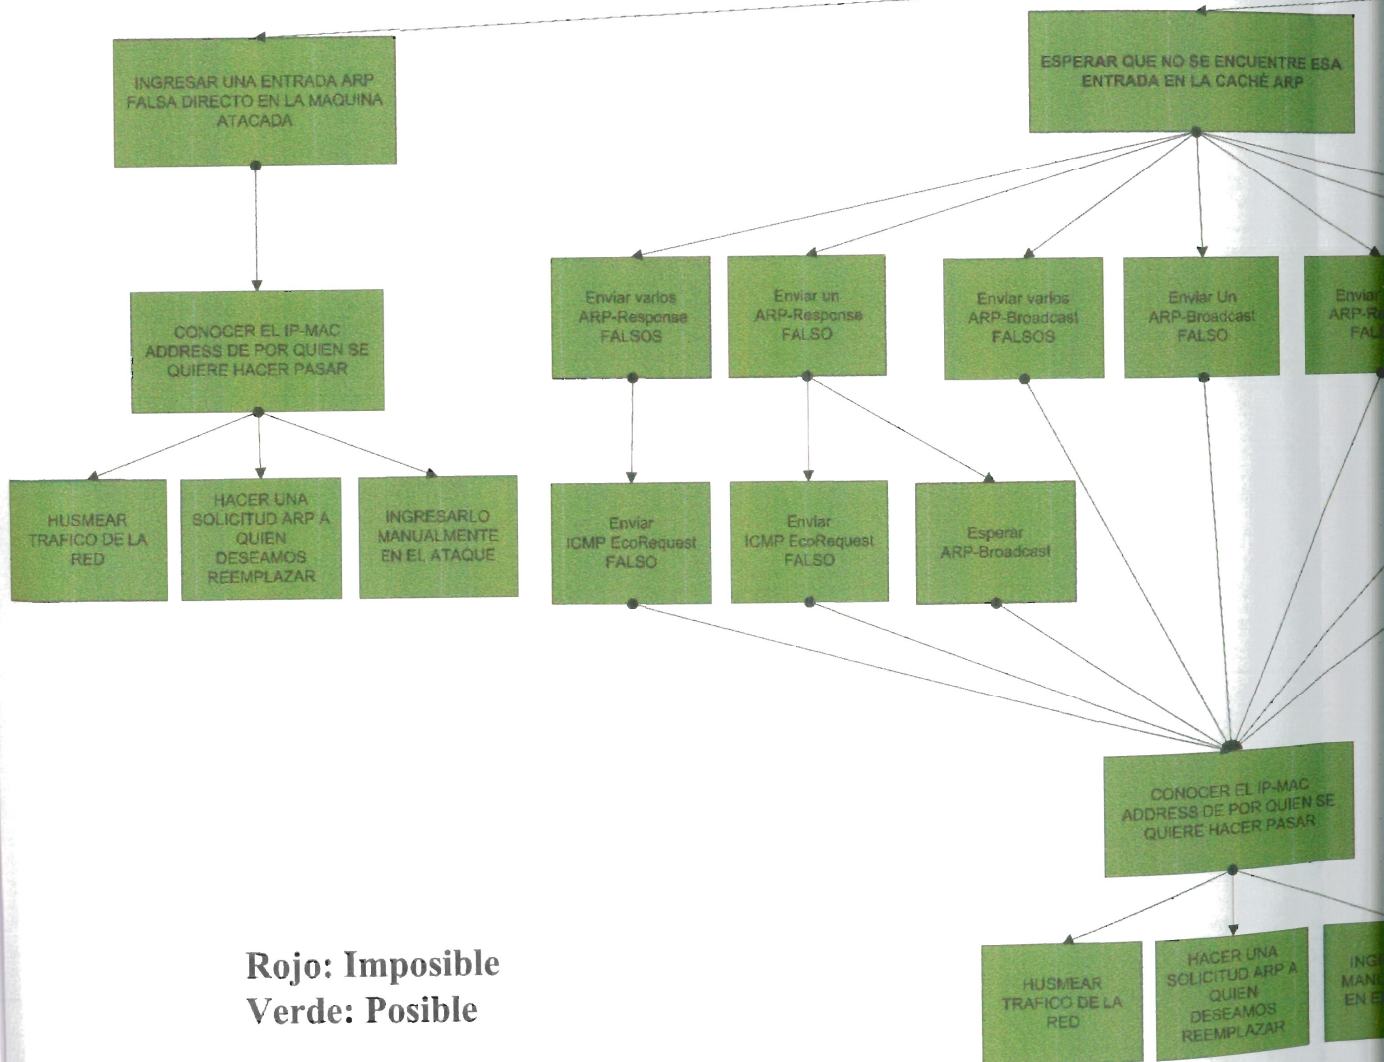 INGRESAR UNA ENTRADA ARP
FALSA DIRECTO EN LA MAQUINA
ATACADA
ESPERAR QUE NO SE ENCUENTRE ESA
ENTRADA EN LA CACHÉ ARP
CONOCER EL IP-MAC
ADDRESS DE POR QUIEN SE
QUIERE HACER PASAR
Enviar varios
ARP-Response
FALSOS
Enviar un
ARP-Response
FALSO
Enviar varios
ARP-Broadcast
FALSOS
Enviar Un
ARP-Broadcast
FALSO
Enviar
HUSMEAR
TRAFICO DE LA
RED
HACER UNA
SOLICITUD ARP A
QUIEN
DESEAMOS
REEMPLAZAR
INGRESARLO
MANUALMENTE
EN EL ATAQUE
Enviar
ICMP EcoRequest
FALSO
Enviar
ICMP EcoRequest
FALSO
Esperar
ARP-Broadcast
CONOCER EL IP-MAC
ADDRESS DE POR QUIEN SE
QUIERE HACER PASAR
HUSMEAR
TRAFICO DE LA
RED
HACER UNA
SOLICITUD ARP A
QUIEN
DESEAMOS
REEMPLAZAR
EN
Rojo: Imposible
Verde: Posible